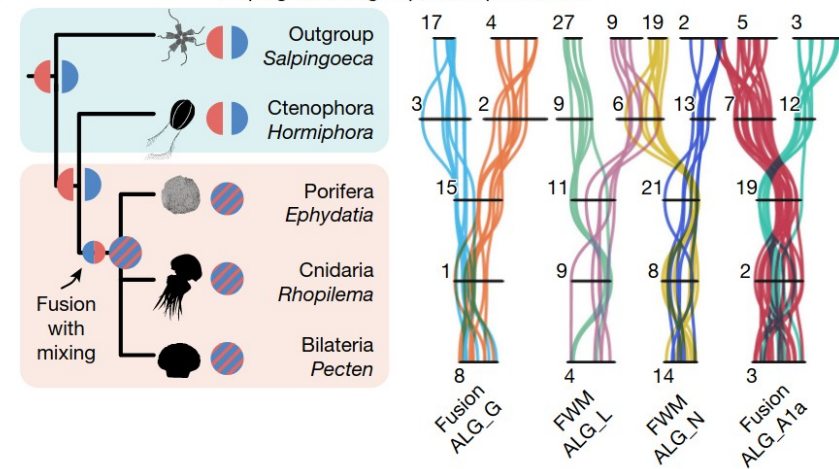 Outgroup
Salpingoeca
Ctenophora
Hormiphora
Porifera
Ephydatia
Cnidaria
Rhopilema
Bilateria
Pecten
Fusion
with
mixing
17 4 27 9 19 2 5 3
3 2 9 6 13 7 12
15 11 21 19
1 9 8 2
8 4 14 3
Fusion
ALG_G
FWM
ALG_L
FWM
ALG_N
Fusion
ALG_A1a